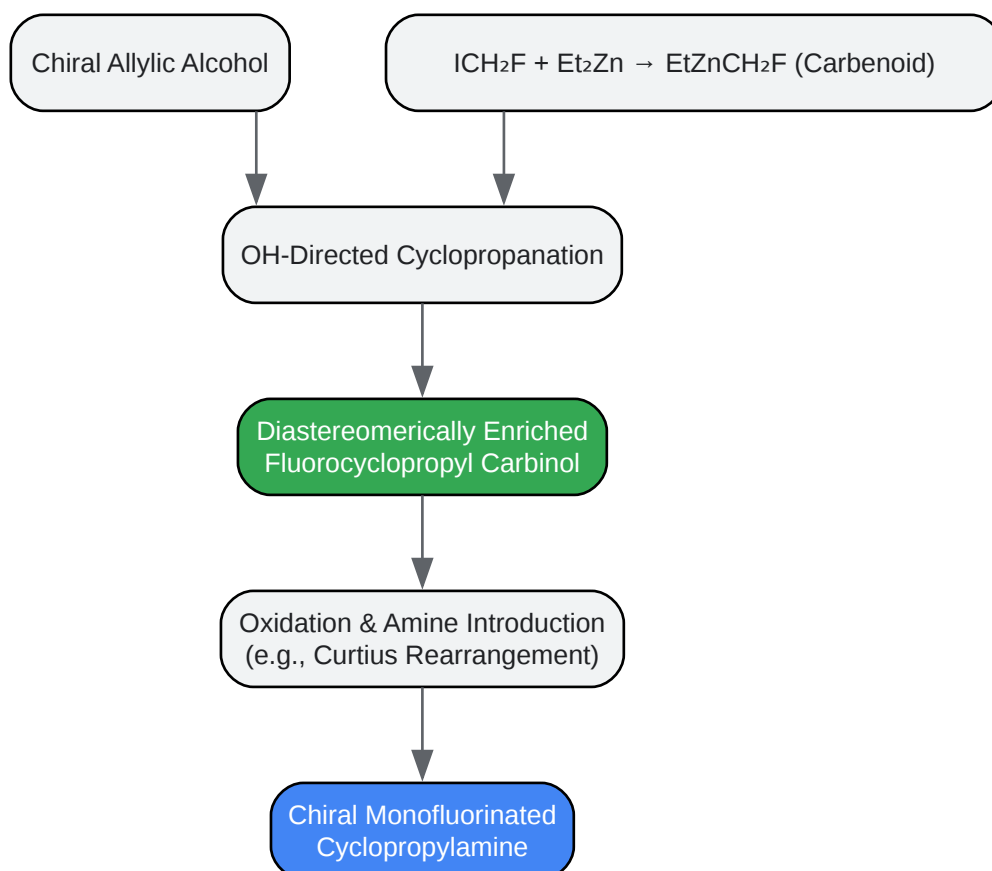 Chiral Allylic Alcohol
ICH₂F + Et₂Zn → EtZnCH₂F (Carbenoid)
OH-Directed Cyclopropanation
Diastereomerically Enriched
Fluorocyclopropyl Carbinol
Oxidation & Amine Introduction
(e.g., Curtius Rearrangement)
Chiral Monofluorinated
Cyclopropylamine